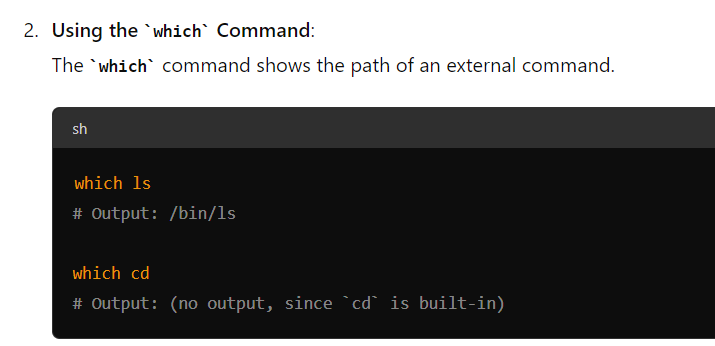 2. Using the `which` Command:
The `which` command shows the path of an external command.
sh
which ls
# Output: /bin/ls
which cd
# Output: (no output, since `cd` is built-in)